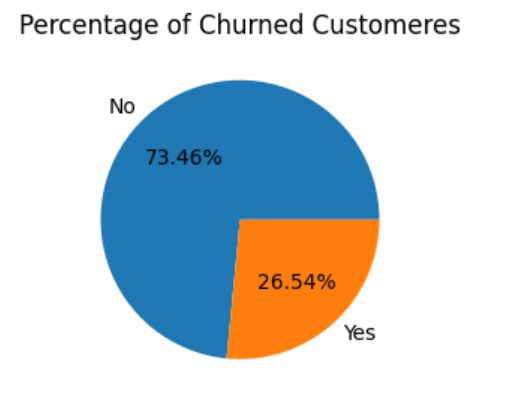 Percentage of Churned Customeres
No
73.46%
26.54%
Yes